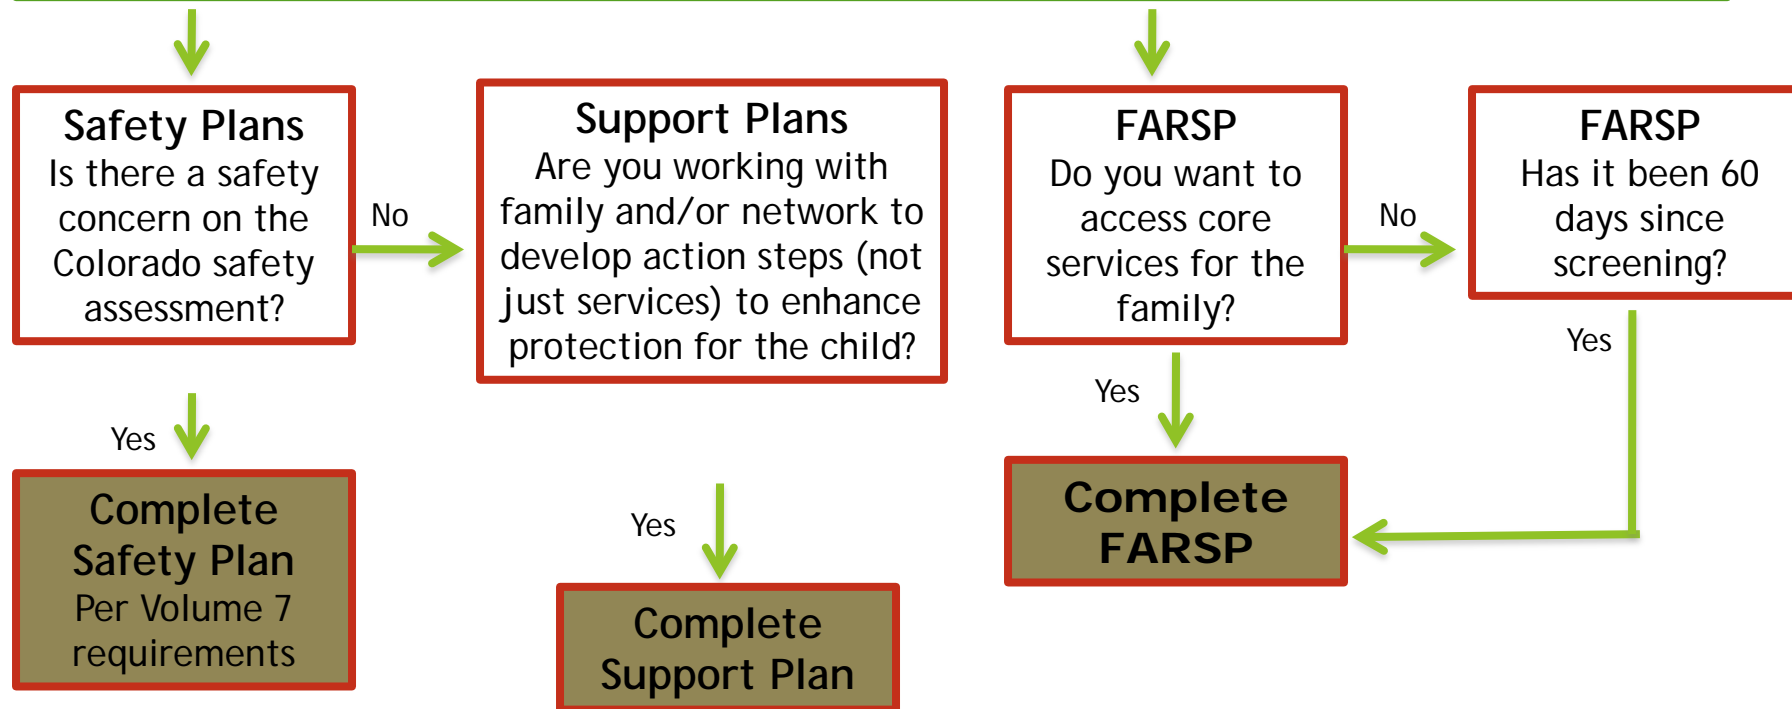 Safety Plans
Is there a safety
concern on the
Colorado safety
assessment?
No
Support Plans
Are you working with
family and/or network to
develop action steps (not
just services) to enhance
protection for the child?
FARSP
Do you want to
access core
services for the
family?
No
FARSP
Has it been 60
days since
screening?
Yes
Complete
Safety Plan
Per Volume 7
requirements
Yes
Complete
Support Plan
Yes
Complete
FARSP
Yes